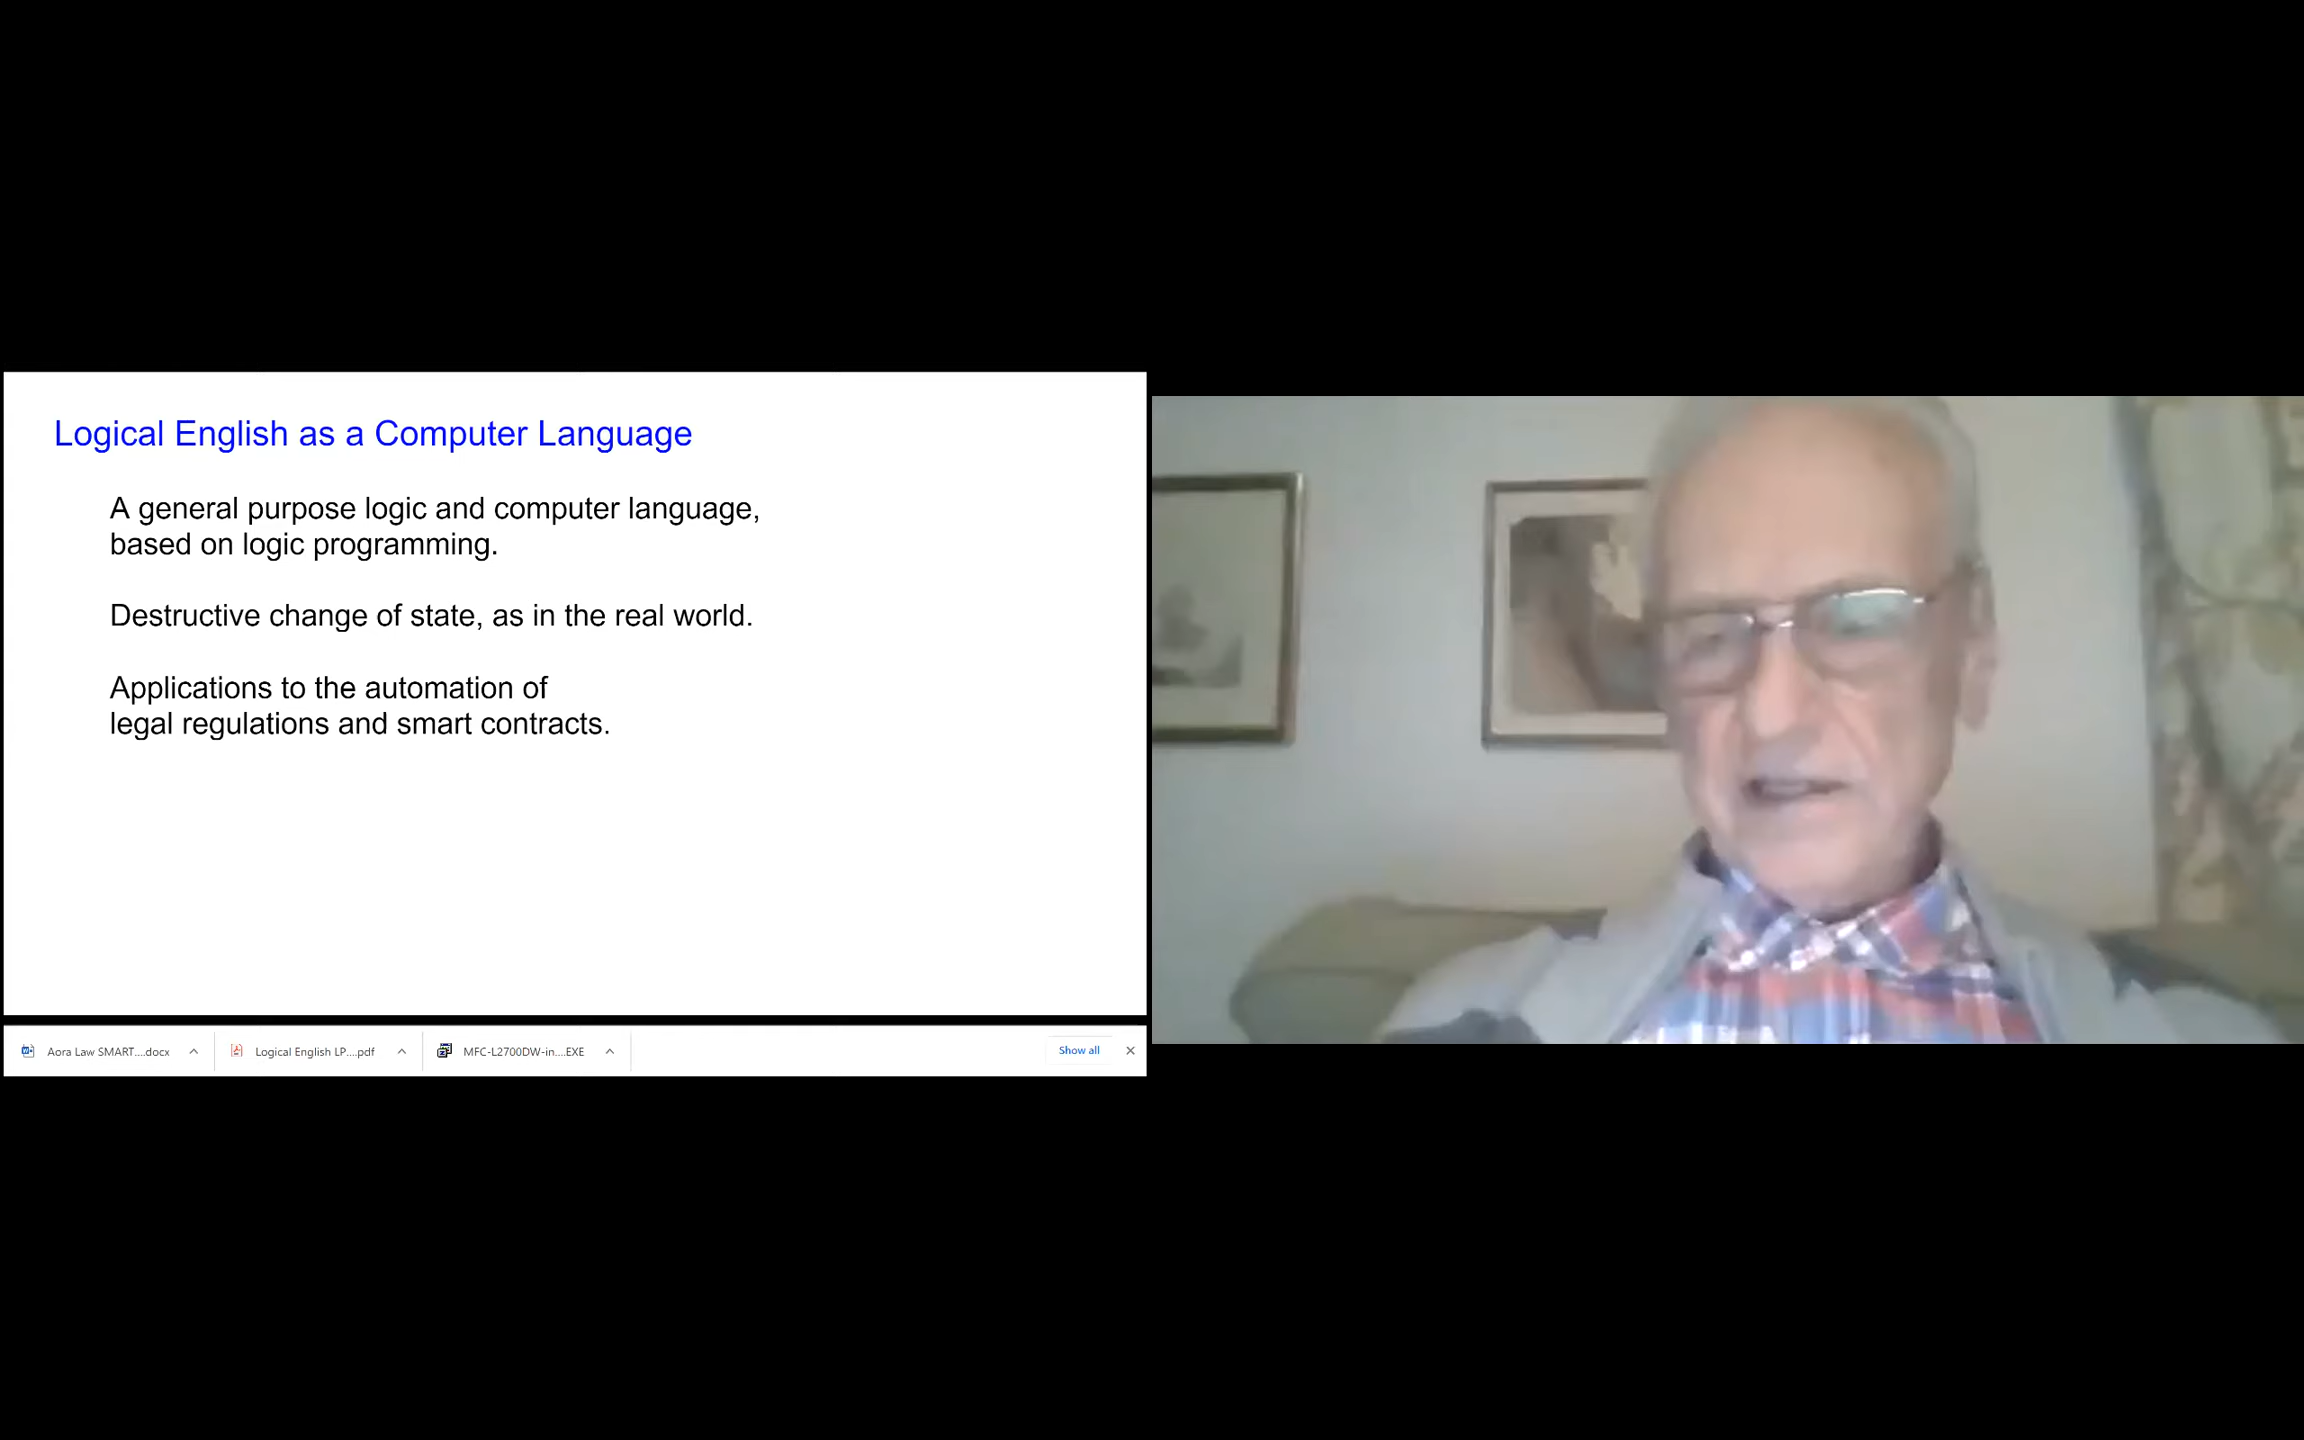 Logical English as a Computer Language
A general purpose logic and computer language,
based on logic programming.
Destructive change of state, as in the real world.
Applications to the automation of
legal regulations and smart contracts.
Aora Law SMART....docx
Logical English LP....pdf
MFC-L2700DW-in....EXE
Show all